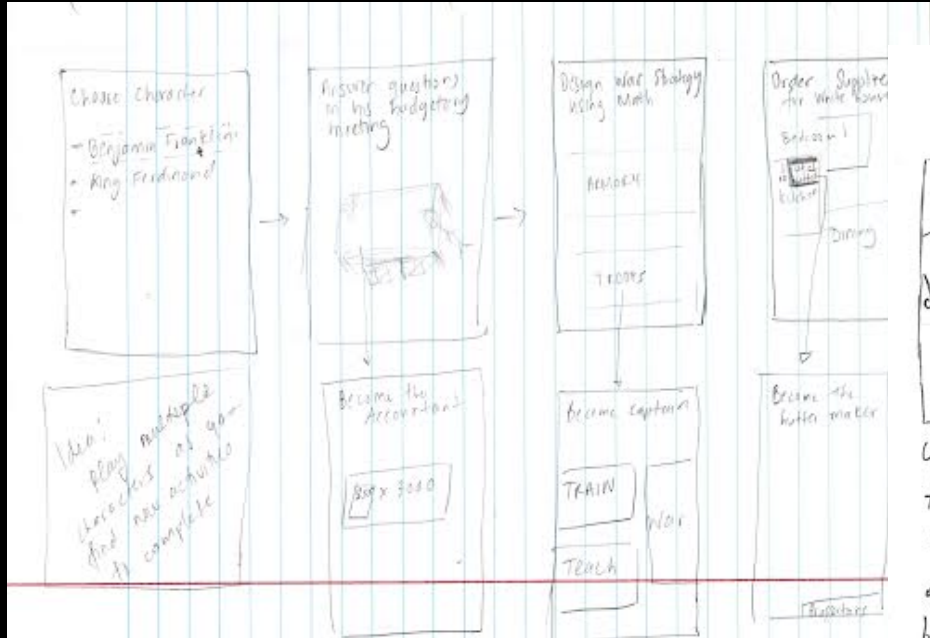 Choose Character
- Benjamin Franklin
• King Ferdinand
•
Answer questions
in his budgetary
meeting
Design War Strategy
using Math
ARMORY
TROOPS
Order Supplies
for White House
Bedroom 1
Kitchen
Dining
Idea:
play multiple
characters as you
find new activities
to complete
Become the
Accountant
x 3000
Become captain
TRAIN
War
Teach
Become the
butter maker